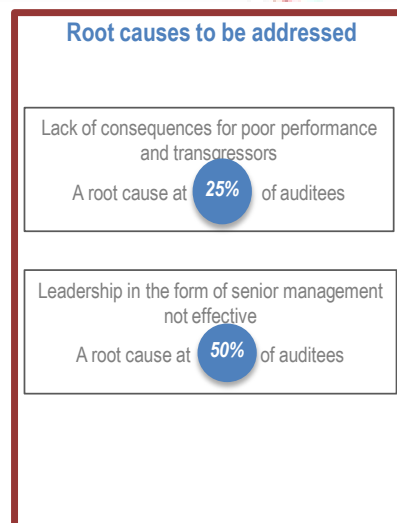 Root causes to be addressed
Lack of consequences for poor performance
and transgressors
A root cause at 25% of auditees
Leadership in the form of senior management
not effective
A root cause at 50% of auditees